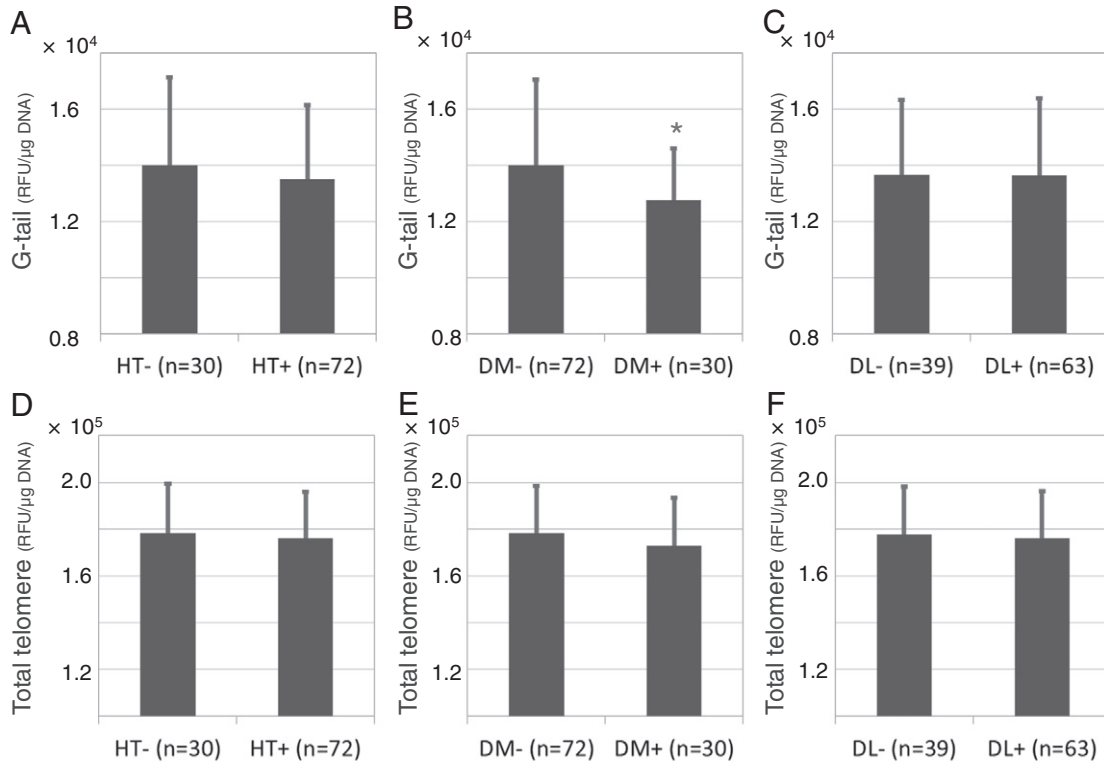 A
× 10⁴
G-tail (RFU/μg DNA)
1.6
1.2
0.8
HT- (n=30) HT+ (n=72)
B
× 10⁴
G-tail (RFU/μg DNA)
1.6
1.2
0.8
*
DM- (n=72) DM+ (n=30)
C
× 10⁴
G-tail (RFU/μg DNA)
1.6
1.2
0.8
DL- (n=39) DL+ (n=63)
D
× 10⁵
Total telomere (RFU/μg DNA)
2.0
1.6
1.2
HT- (n=30) HT+ (n=72)
E
× 10⁵
Total telomere (RFU/μg DNA)
2.0
1.6
1.2
DM- (n=72) DM+ (n=30)
F
× 10⁵
Total telomere (RFU/μg DNA)
2.0
1.6
1.2
DL- (n=39) DL+ (n=63)